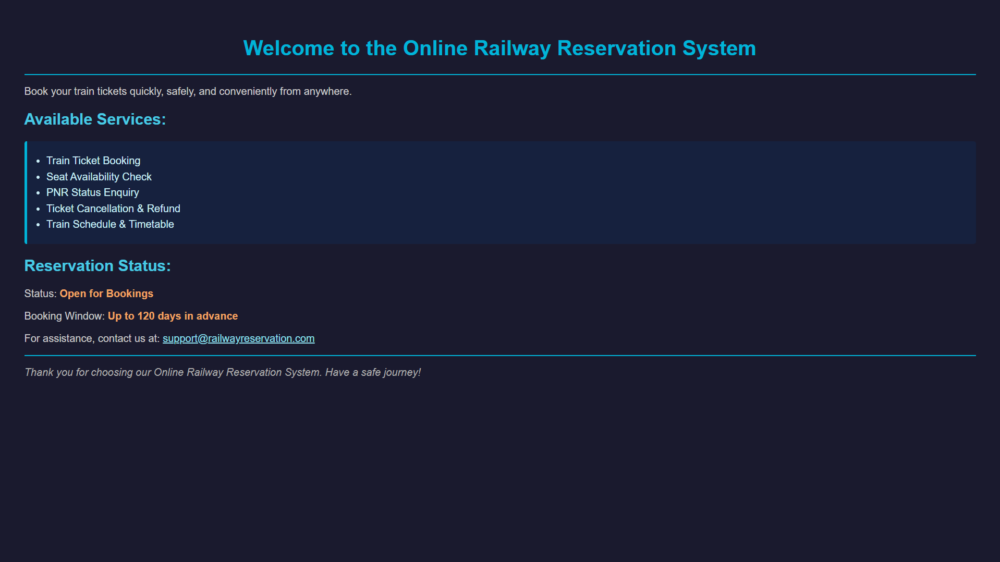 Welcome to the Online Railway Reservation System
Book your train tickets quickly, safely, and conveniently from anywhere.
Available Services:
• Train Ticket Booking
• Seat Availability Check
• PNR Status Enquiry
• Ticket Cancellation & Refund
• Train Schedule & Timetable
Reservation Status:
Status: Open for Bookings
Booking Window: Up to 120 days in advance
For assistance, contact us at: support@railwayreservation.com
Thank you for choosing our Online Railway Reservation System. Have a safe journey!